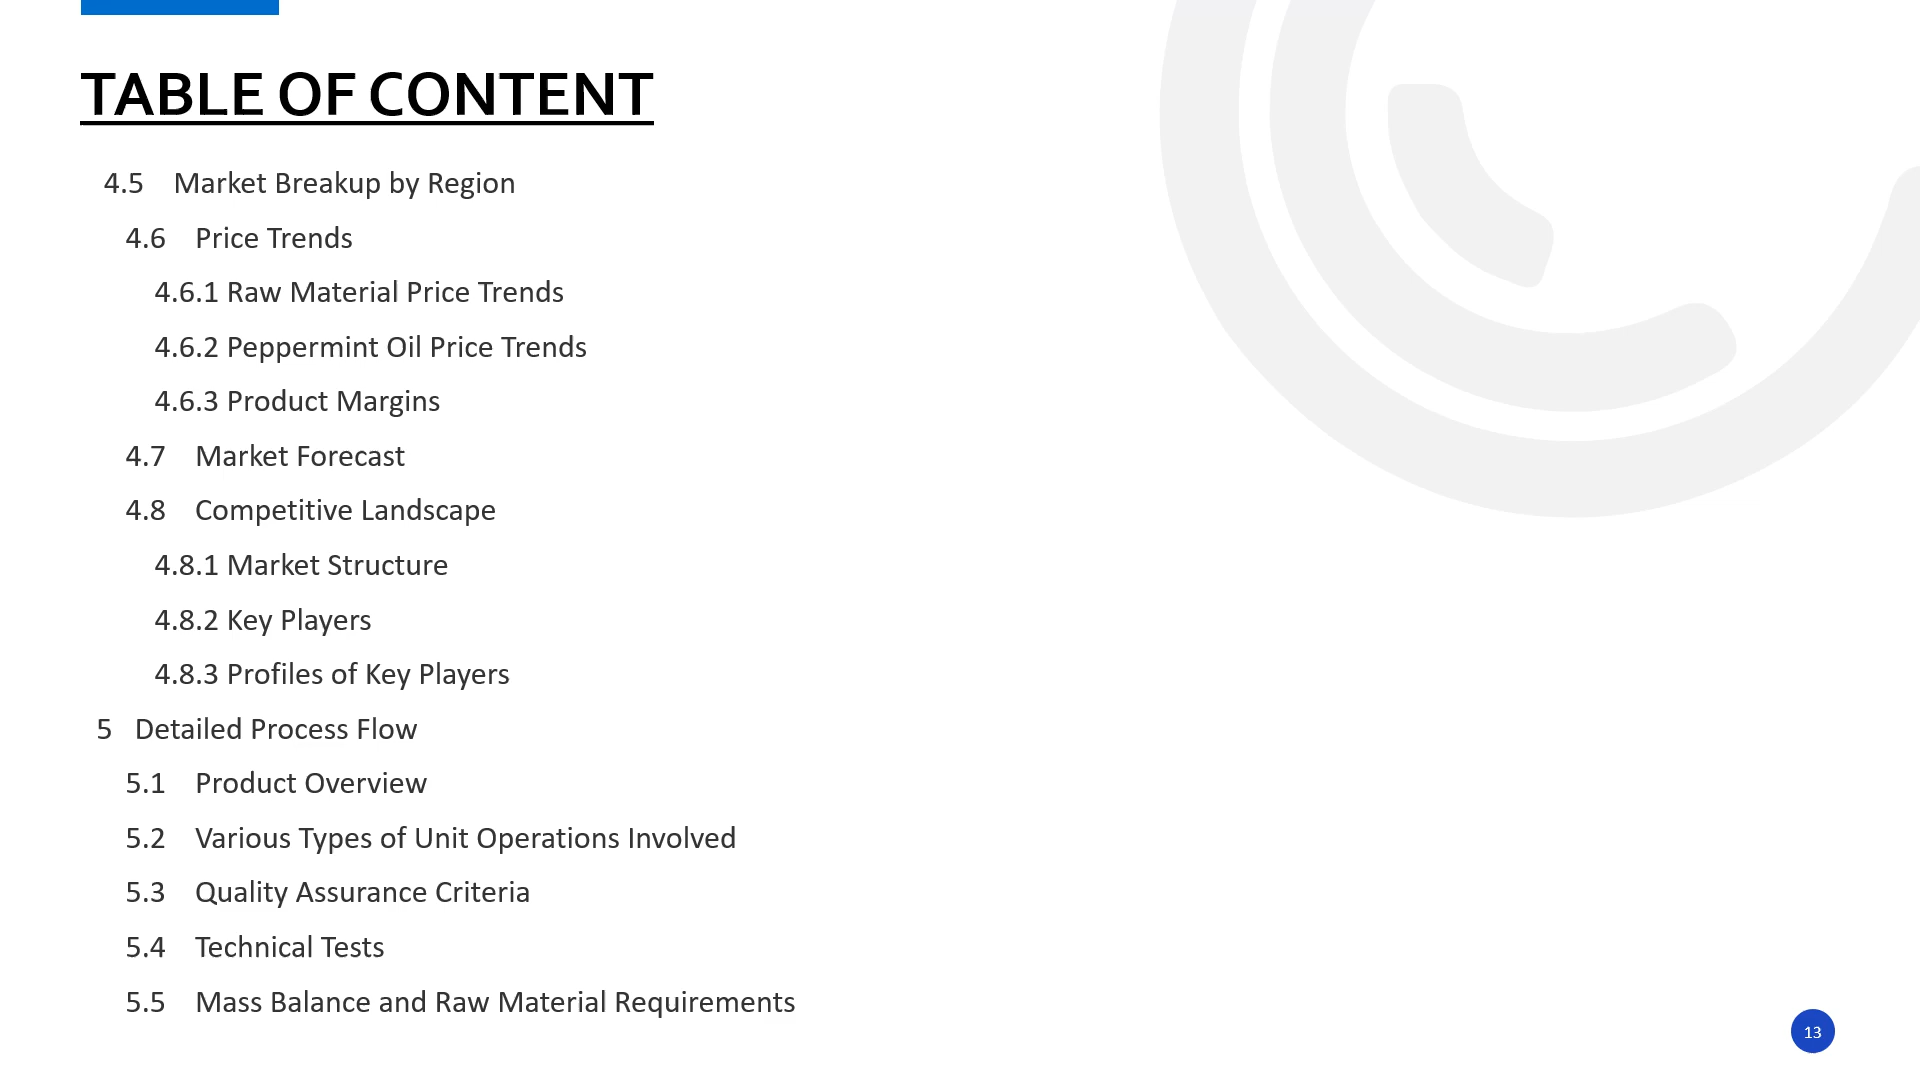 TABLE OF CONTENT
4.5 Market Breakup by Region
4.6 Price Trends
4.6.1 Raw Material Price Trends
4.6.2 Peppermint Oil Price Trends
4.6.3 Product Margins
4.7 Market Forecast
4.8 Competitive Landscape
4.8.1 Market Structure
4.8.2 Key Players
4.8.3 Profiles of Key Players
5 Detailed Process Flow
5.1 Product Overview
5.2 Various Types of Unit Operations Involved
5.3 Quality Assurance Criteria
5.4 Technical Tests
5.5 Mass Balance and Raw Material Requirements
13